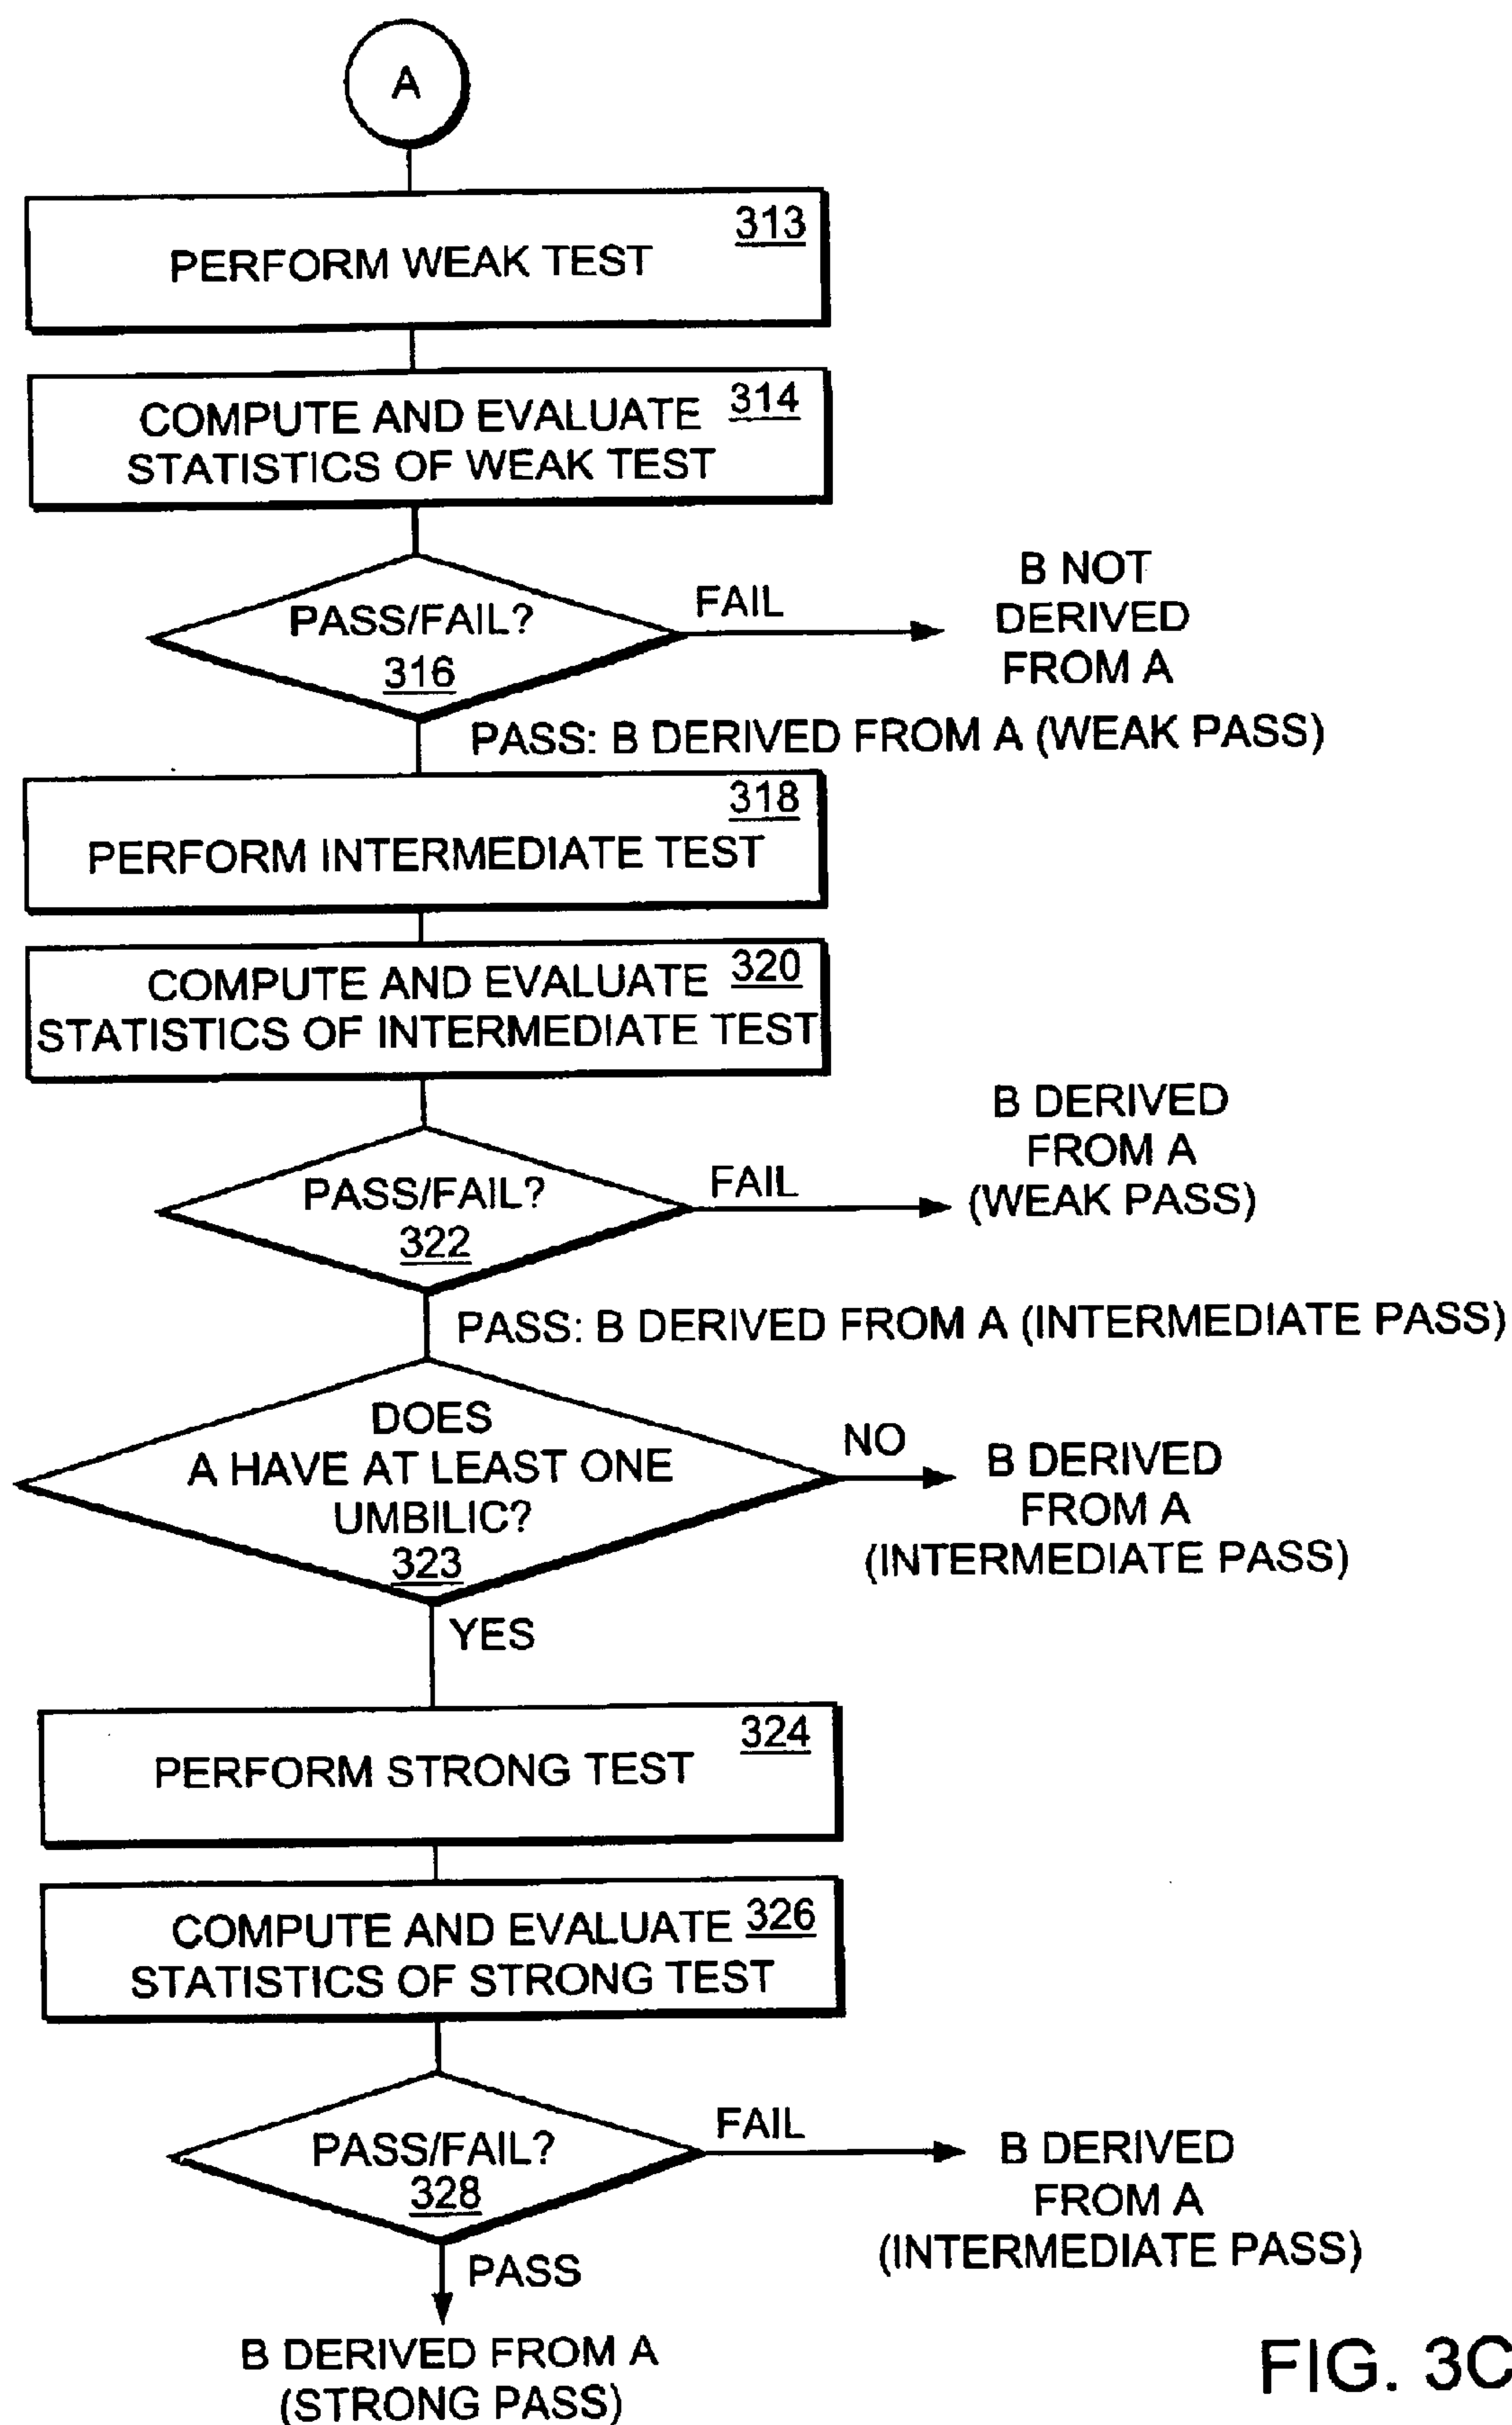 A
313
PERFORM WEAK TEST
COMPUTE AND EVALUATE 314
STATISTICS OF WEAK TEST
PASS/FAIL?
316
FAIL
B NOT
DERIVED
FROM A
PASS: B DERIVED FROM A (WEAK PASS)
318
PERFORM INTERMEDIATE TEST
COMPUTE AND EVALUATE 320
STATISTICS OF INTERMEDIATE TEST
PASS/FAIL?
322
FAIL
B DERIVED
FROM A
(WEAK PASS)
PASS: B DERIVED FROM A (INTERMEDIATE PASS)
DOES
A HAVE AT LEAST ONE
UMBILIC?
323
NO
B DERIVED
FROM A
(INTERMEDIATE PASS)
YES
324
PERFORM STRONG TEST
COMPUTE AND EVALUATE 326
STATISTICS OF STRONG TEST
PASS/FAIL?
328
FAIL
B DERIVED
FROM A
(INTERMEDIATE PASS)
PASS
B DERIVED FROM A
(STRONG PASS)
FIG. 3C